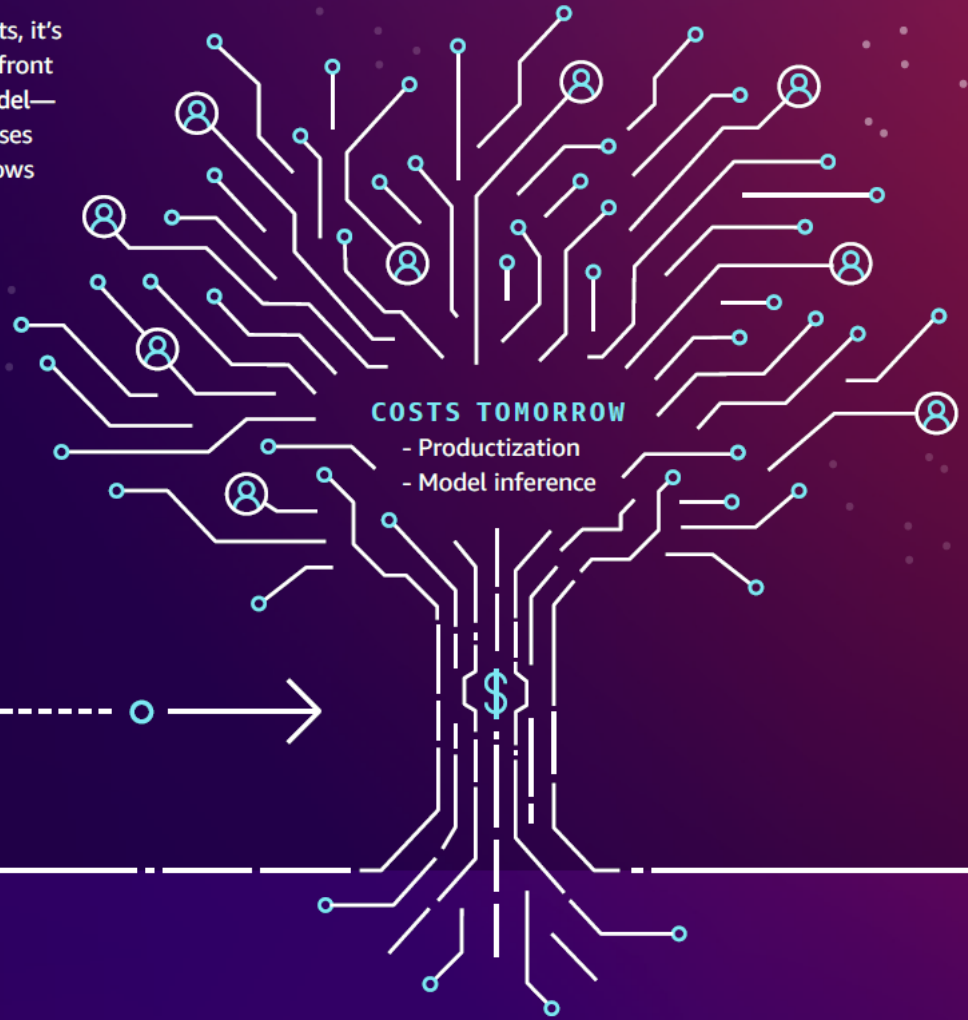 ts, it's
front
del—
ses
ows
COSTS TOMORROW
- Productization
- Model inference
$